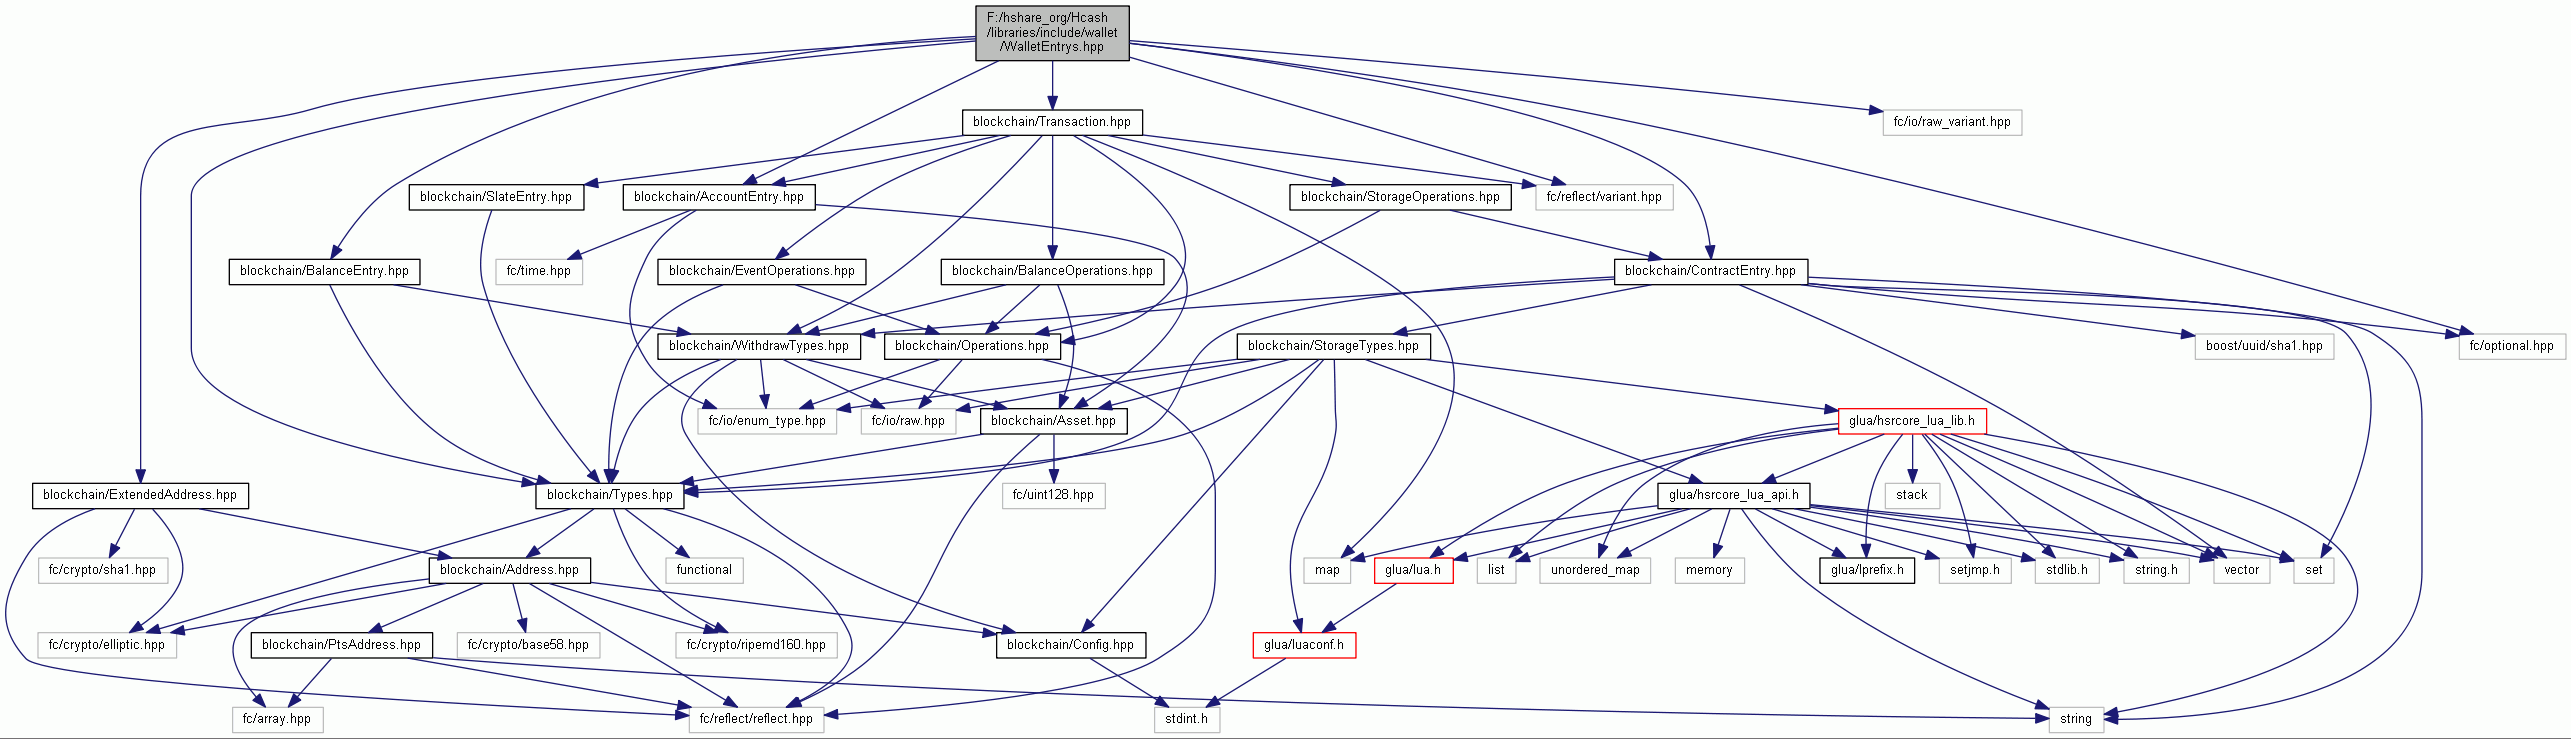 F:/hshare_org/Hcash
/libraries/include/wallet
/WalletEntrys.hpp
blockchain/Transaction.hpp
fc/io/raw_variant.hpp
blockchain/SlateEntry.hpp
blockchain/AccountEntry.hpp
blockchain/StorageOperations.hpp
fc/reflect/variant.hpp
blockchain/BalanceEntry.hpp
fc/time.hpp
blockchain/EventOperations.hpp
blockchain/BalanceOperations.hpp
blockchain/ContractEntry.hpp
blockchain/WithdrawTypes.hpp
blockchain/Operations.hpp
blockchain/StorageTypes.hpp
boost/uuid/sha1.hpp
fc/optional.hpp
fc/io/enum_type.hpp
fc/io/raw.hpp
blockchain/Asset.hpp
glua/hsrcore_lua_lib.h
blockchain/ExtendedAddress.hpp
blockchain/Types.hpp
fc/uint128.hpp
glua/hsrcore_lua_api.h
stack
fc/crypto/sha1.hpp
blockchain/Address.hpp
functional
map
glua/lua.h
list
unordered_map
memory
glua/lprefix.h
setjmp.h
stdlib.h
string.h
vector
set
fc/crypto/elliptic.hpp
blockchain/PtsAddress.hpp
fc/crypto/base58.hpp
fc/crypto/ripemd160.hpp
blockchain/Config.hpp
glua/luaconf.h
fc/array.hpp
fc/reflect/reflect.hpp
stdint.h
string